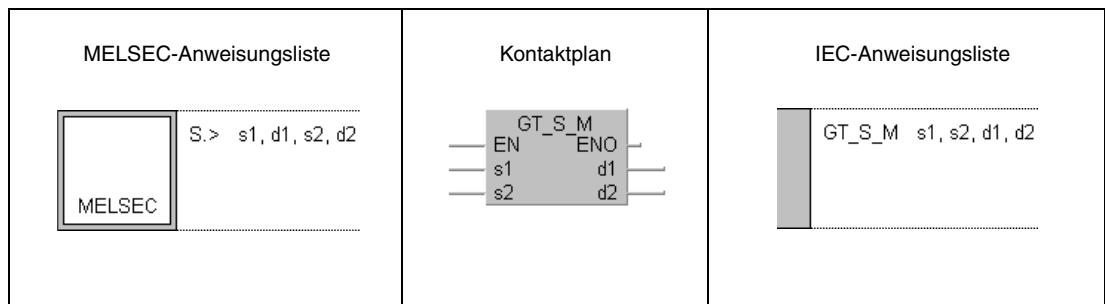 MELSEC-Anweisungsliste
S.> s1, d1, s2, d2
MELSEC
Kontaktplan
GT_S_M
EN ENO
s1 d1
s2 d2
IEC-Anweisungsliste
GT_S_M s1, s2, d1, d2